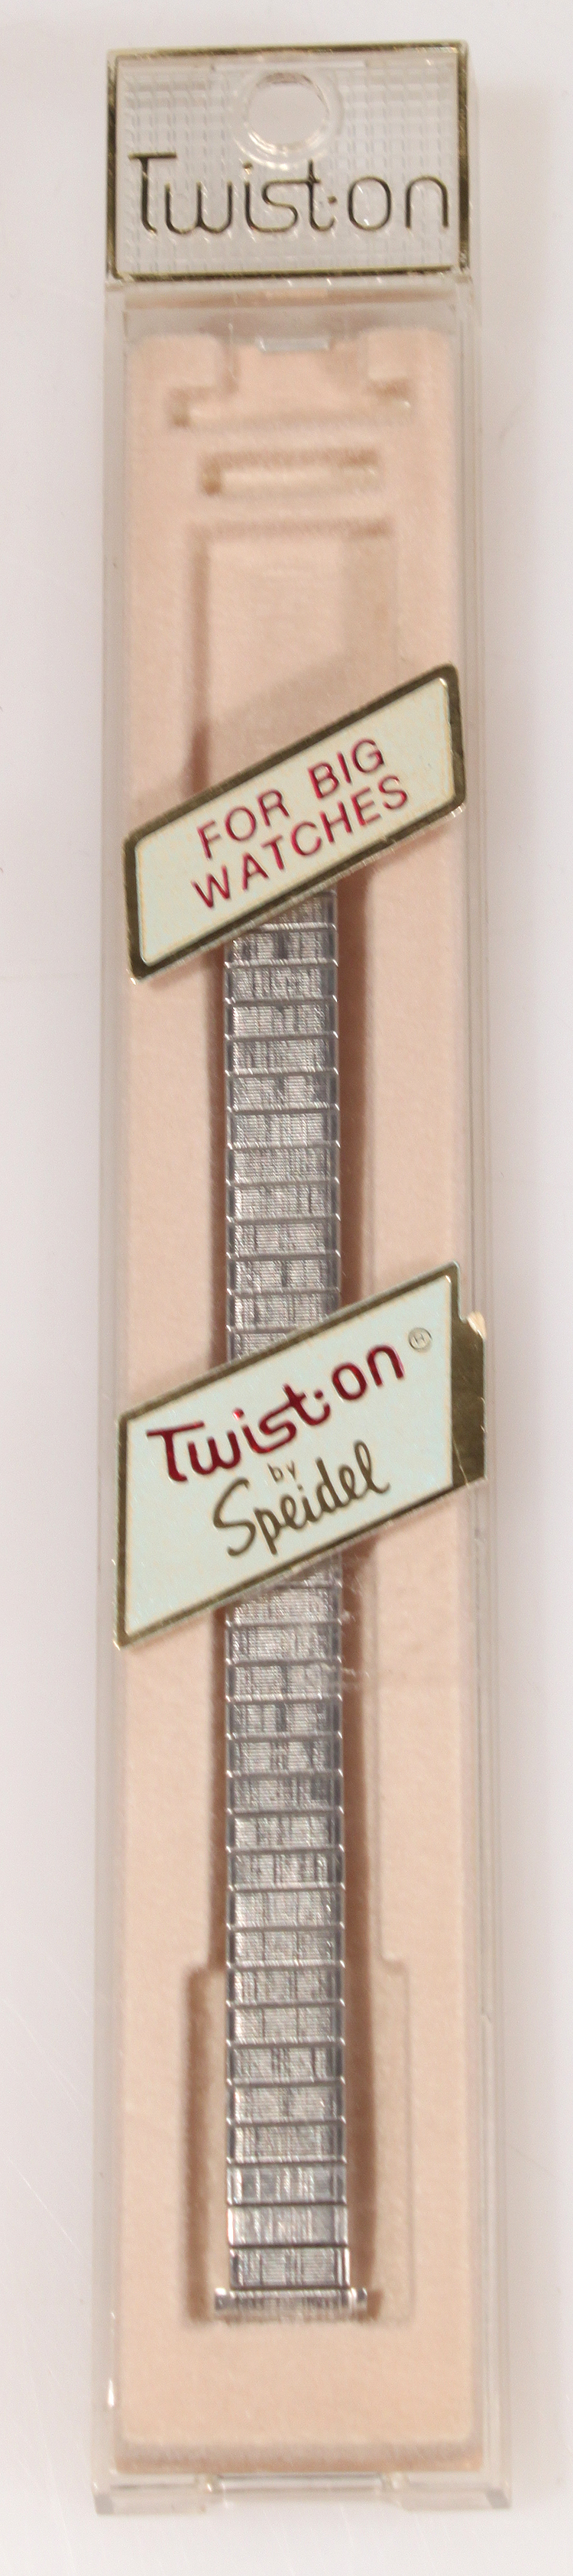 Twist·on
FOR BIG
WATCHES
Twist·on®
by
Speidel